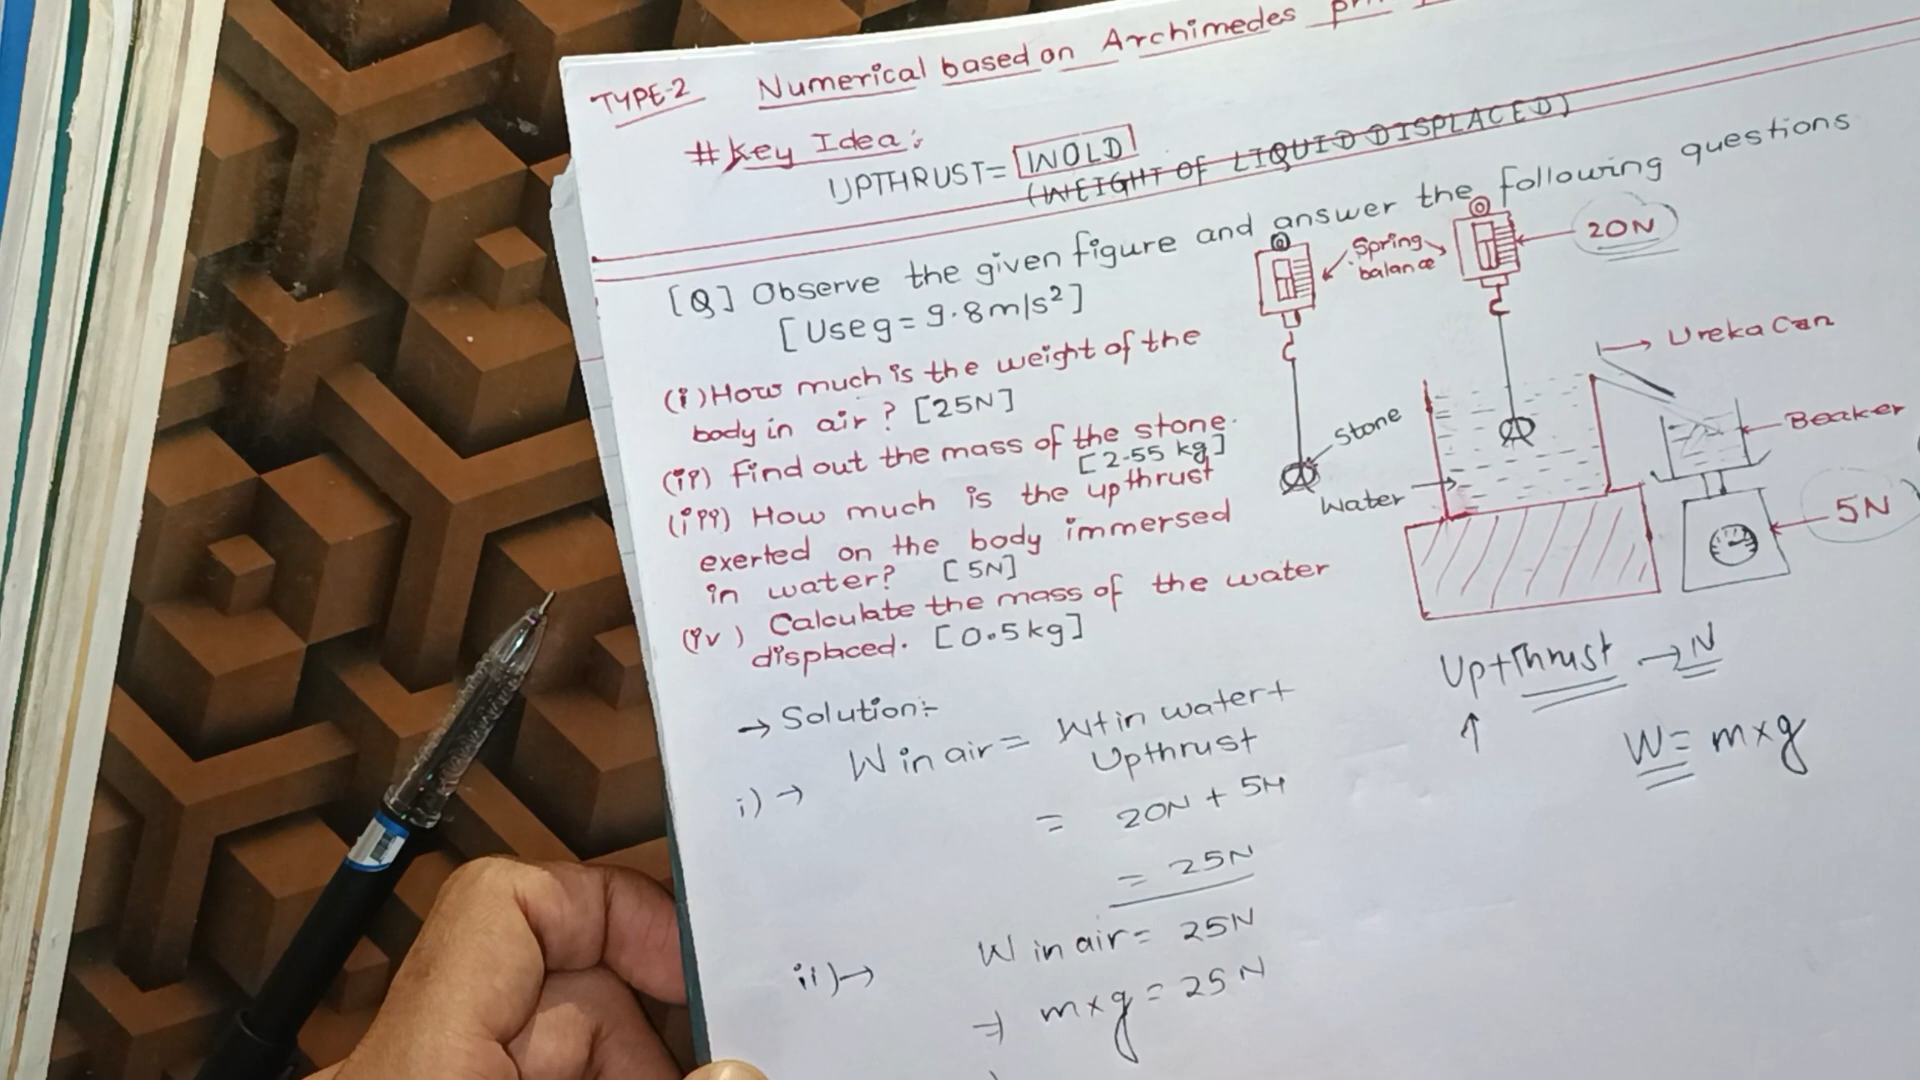 TYPE-2 Numerical based on Archimedes
#Key Idea:
UPTHRUST= WOLD
(WEIGHT OF LIQUID DISPLACED)
[Q] Observe the given figure and answer the following questions
[Use g = 9.8 m/s²]
(i) How much is the weight of the
body in air? [25N]
(ii) Find out the mass of the stone.
[2.55 kg]
(iii) How much is the upthrust
exerted on the body immersed
in water? [5N]
(iv) Calculate the mass of the water
displaced. [0.5kg]
Spring
balance
20N
Ureka Can
Stone
Water
Beaker
5N
Upthrust → N
↑
W = m×g
→ Solution:-
i) → W in air = Wt in water +
Upthrust
= 20N + 5N
= 25N
ii) → W in air = 25N
⇒ m×g = 25N